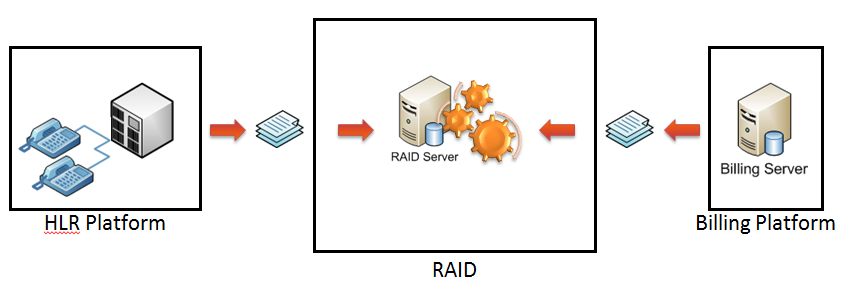 RAID Server
Billing Server
HLR Platform
Billing Platform
RAID